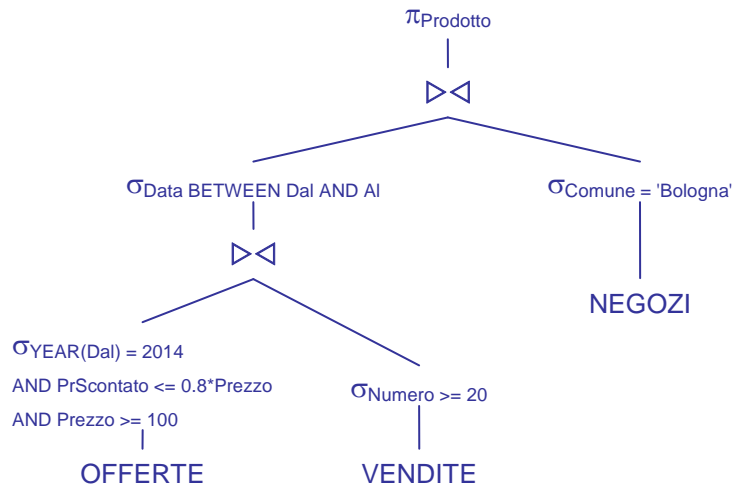 πProdotto
▷◁
σData BETWEEN Dal AND Al
σComune = 'Bologna'
▷◁
NEGOZI
σYEAR(Dal) = 2014
AND PrScontato <= 0.8*Prezzo
AND Prezzo >= 100
σNumero >= 20
OFFERTE
VENDITE